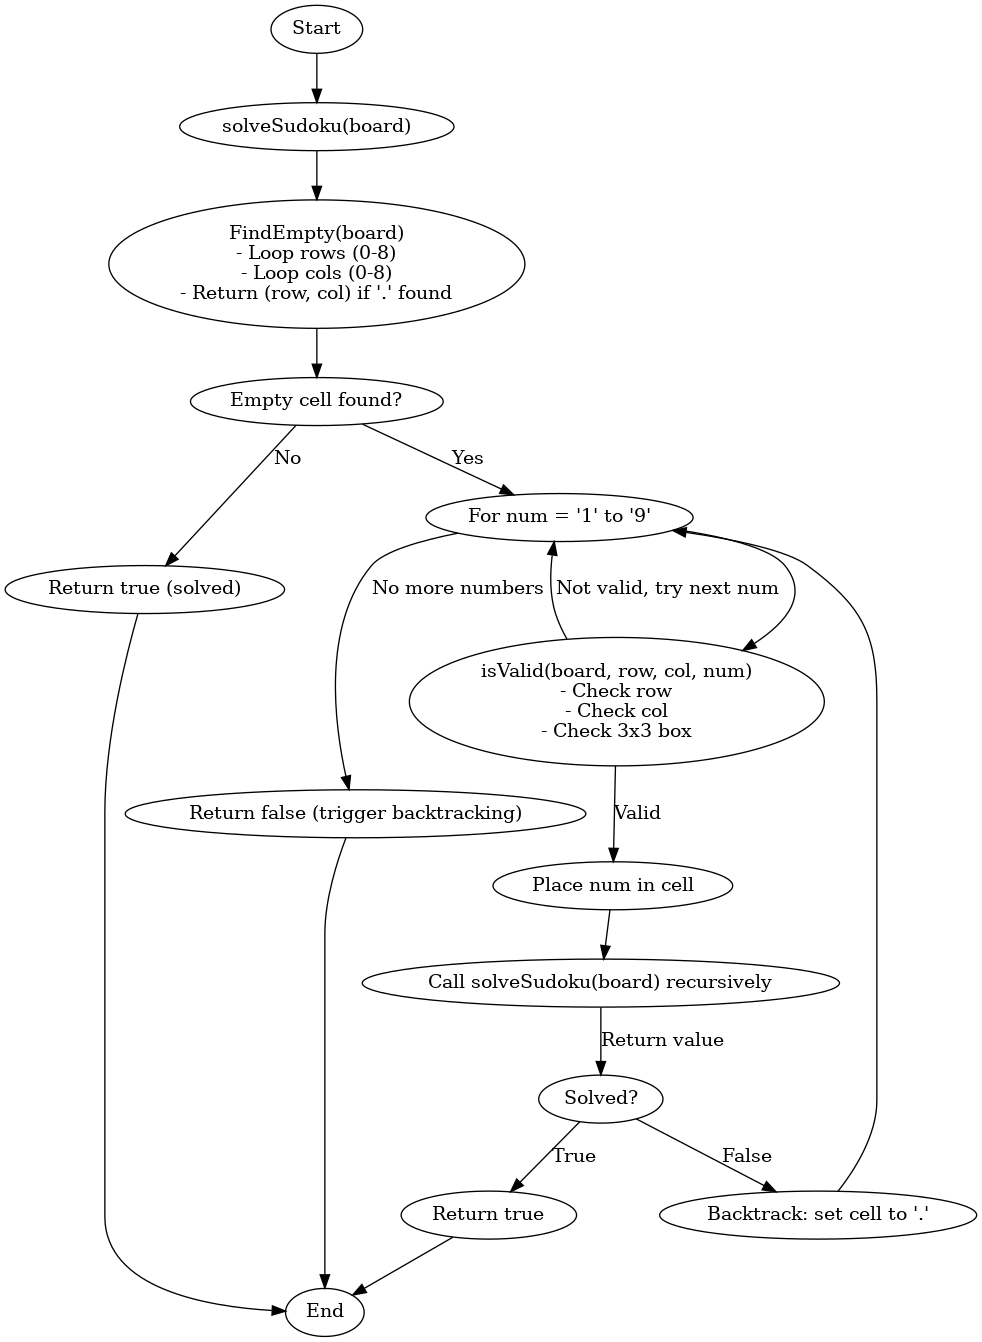 Start
solveSudoku(board)
FindEmpty(board)
- Loop rows (0-8)
- Loop cols (0-8)
- Return (row, col) if '.' found
Empty cell found?
No
Yes
For num = '1' to '9'
Return true (solved)
No more numbers
Not valid, try next num
isValid(board, row, col, num)
- Check row
- Check col
- Check 3x3 box
Return false (trigger backtracking)
Valid
Place num in cell
Call solveSudoku(board) recursively
Return value
Solved?
True
False
Return true
Backtrack: set cell to '.'
End